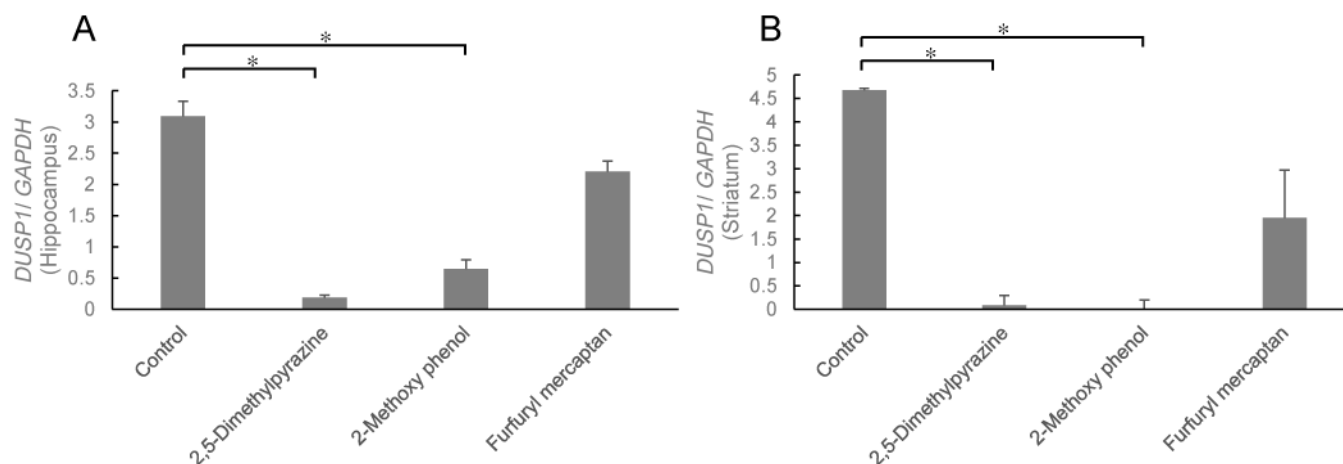 A
*
*
DUSP1/ GAPDH
(Hippocampus)
3.5
3
2.5
2
1.5
1
0.5
0
Control
2,5-Dimethylpyrazine
2-Methoxy phenol
Furfuryl mercaptan
B
*
*
DUSP1/ GAPDH
(Striatum)
5
4.5
4
3.5
3
2.5
2
1.5
1
0.5
0
Control
2,5-Dimethylpyrazine
2-Methoxy phenol
Furfuryl mercaptan